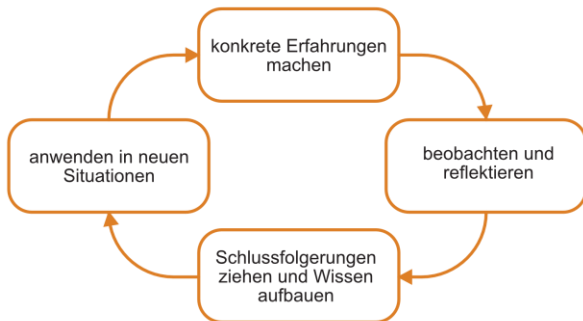 konkrete Erfahrungen
machen
beobachten und
reflektieren
Schlussfolgerungen
ziehen und Wissen
aufbauen
anwenden in neuen
Situationen